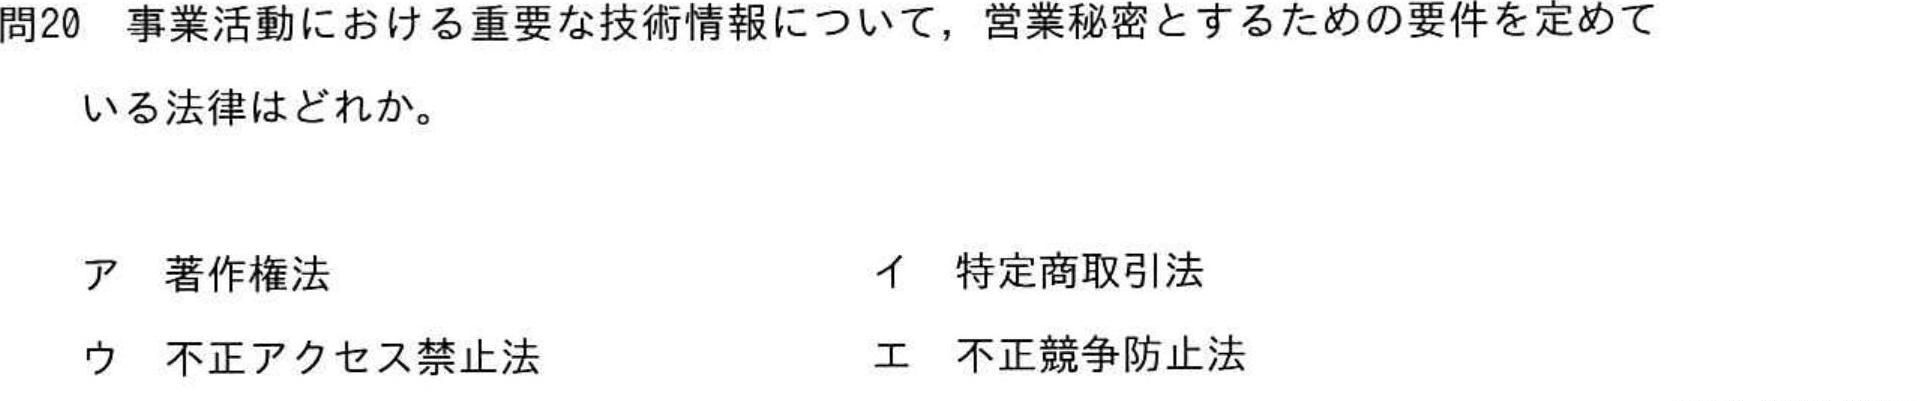 問20　事業活動における重要な技術情報について，営業秘密とするための要件を定めて
いる法律はどれか。
ア　著作権法　イ　特定商取引法
ウ　不正アクセス禁止法　エ　不正競争防止法